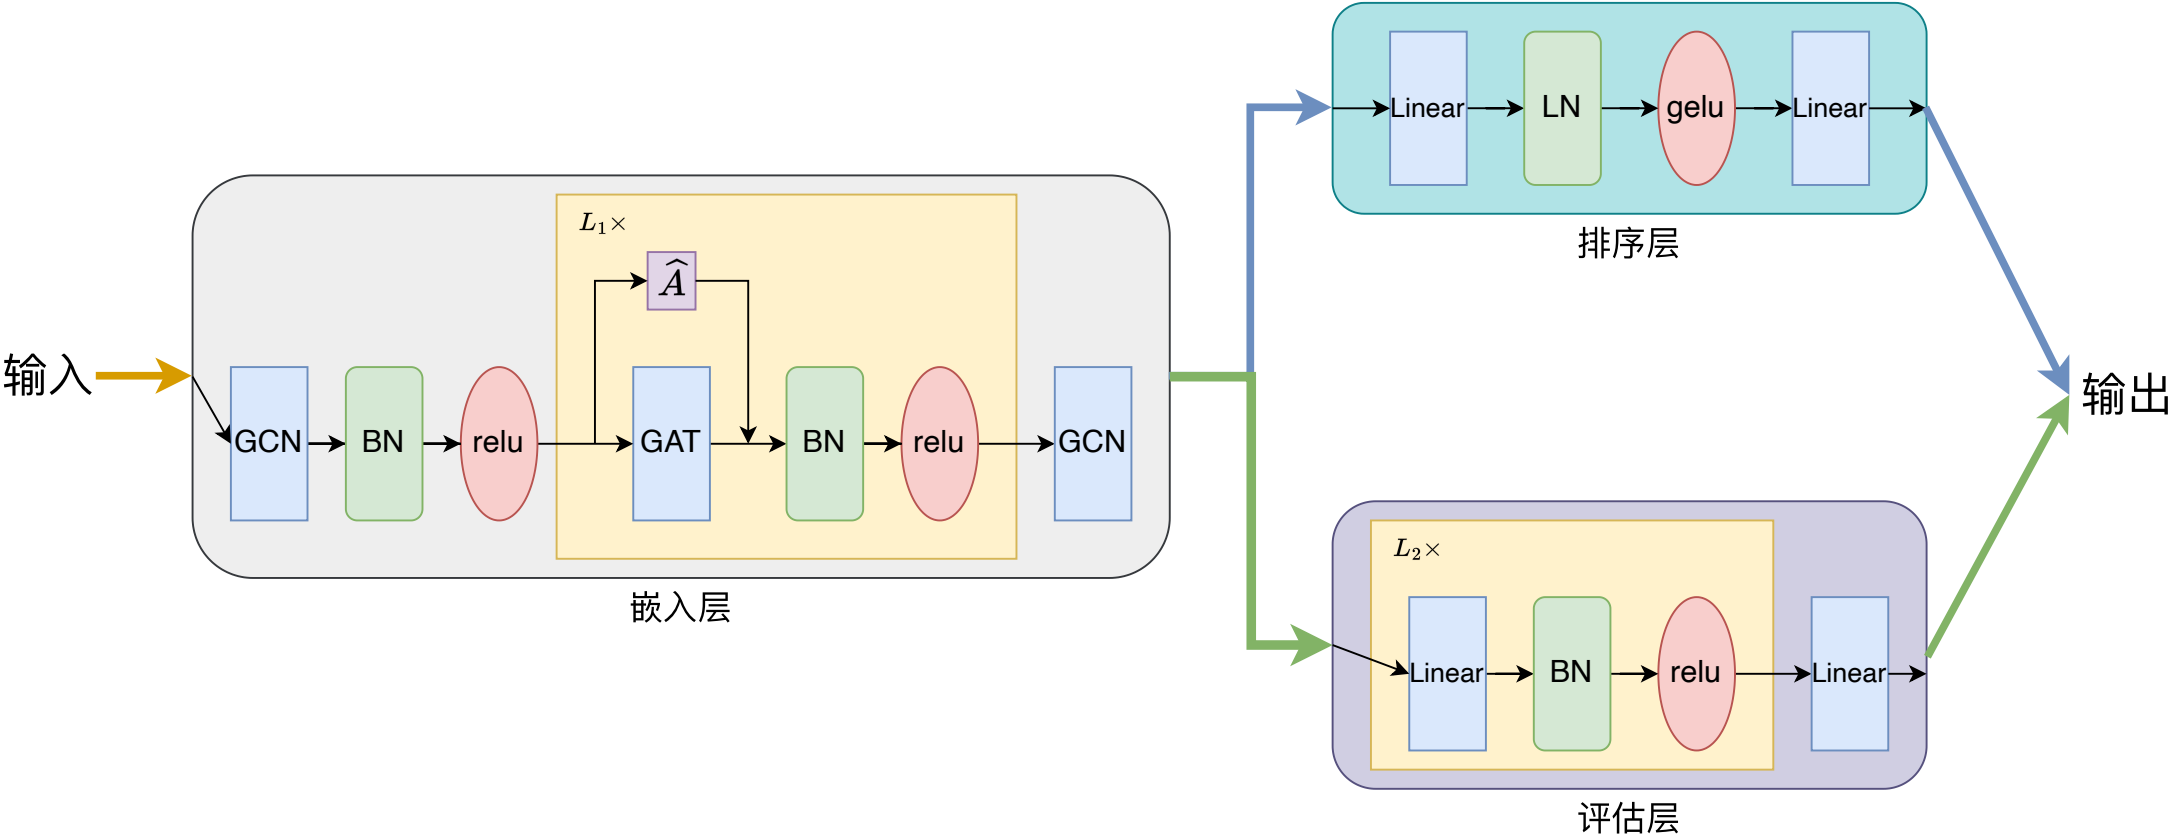 输入
GCN
BN
relu
L₁×
Â
GAT
BN
relu
GCN
嵌入层
Linear
LN
gelu
Linear
排序层
L₂×
Linear
BN
relu
Linear
评估层
输出